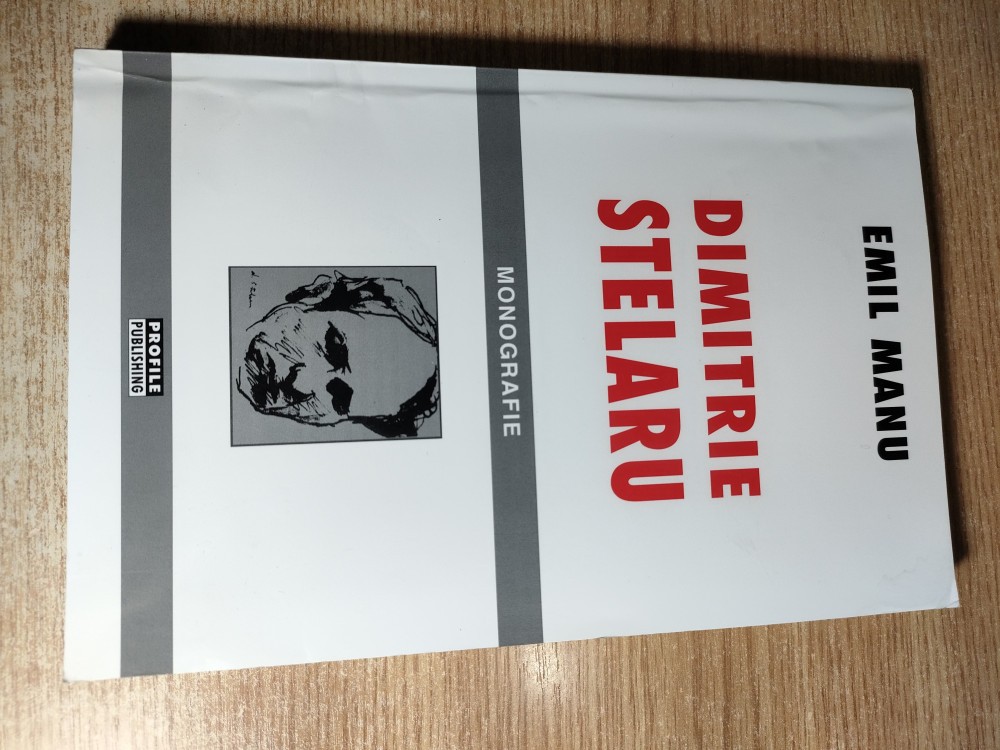 EMIL MANU
DIMITRIE
STELARU
MONOGRAFIE
PROFILE
PUBLISHING